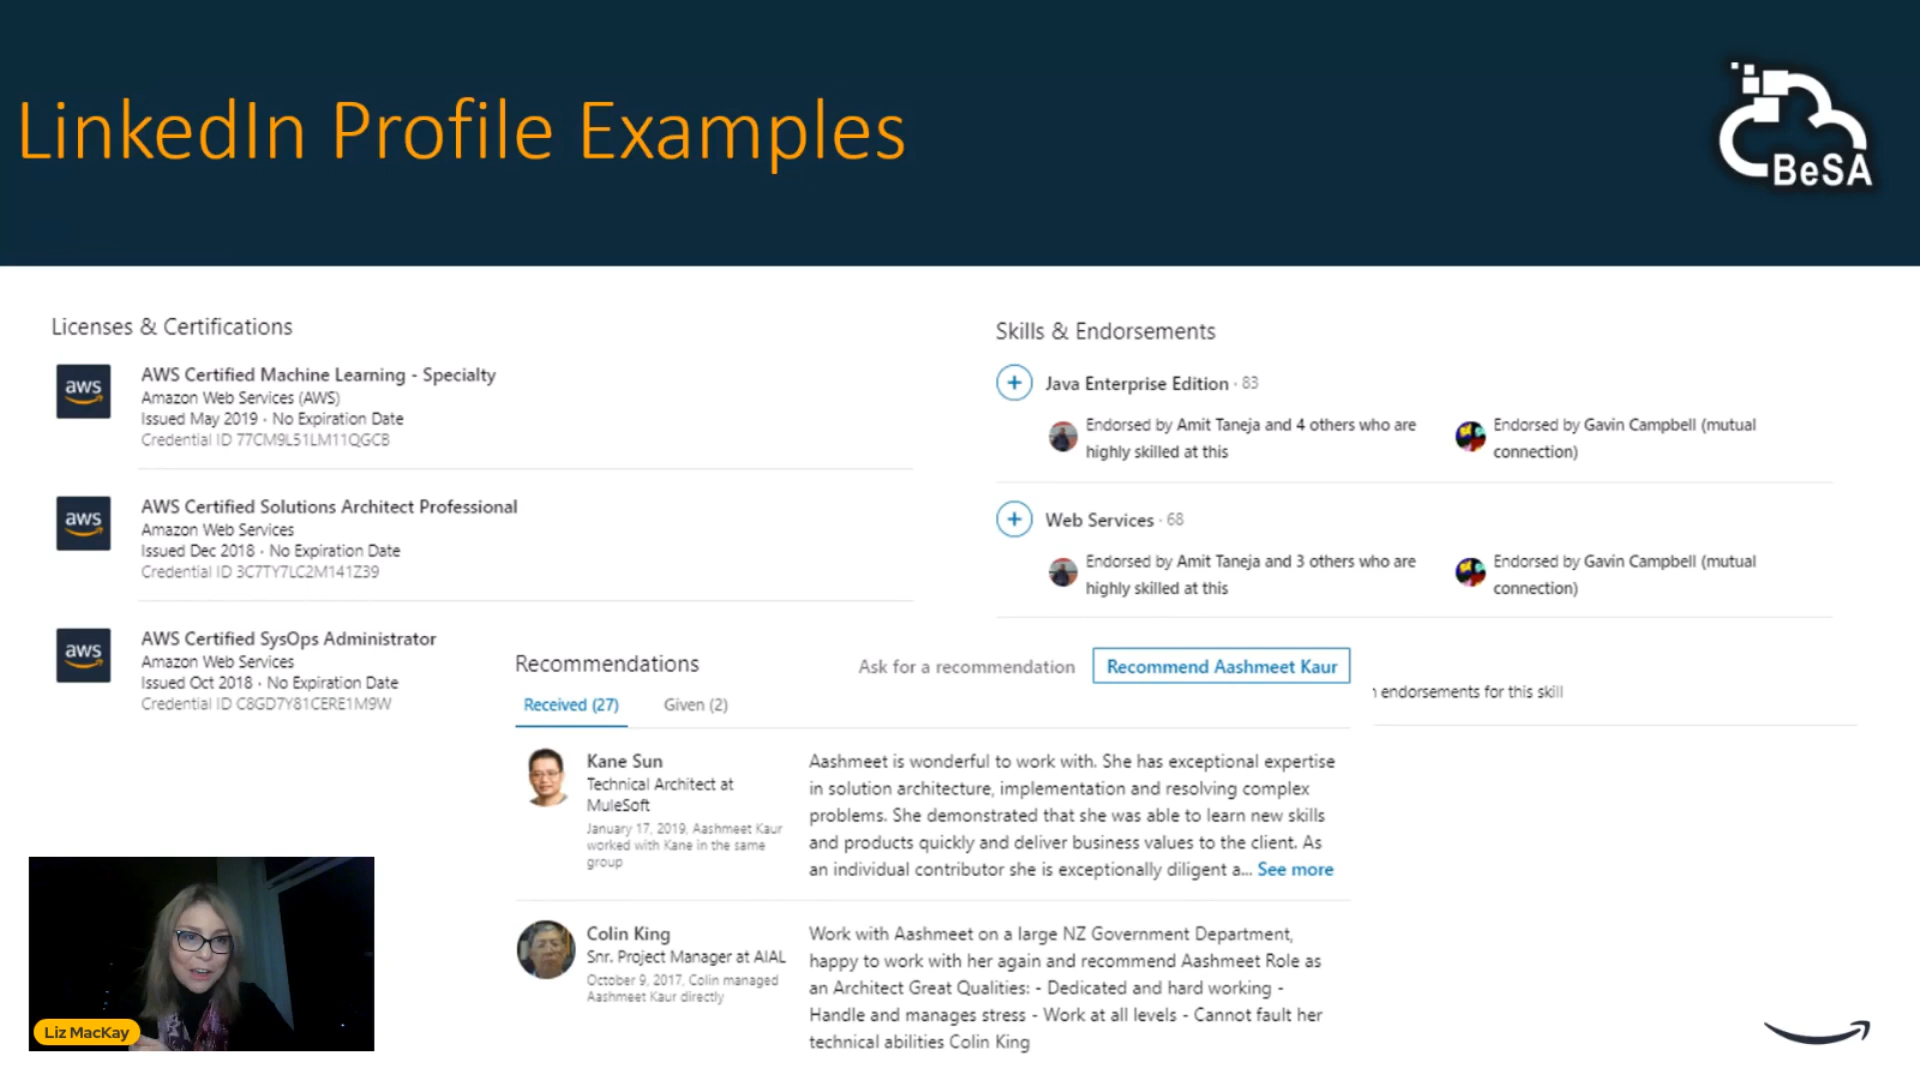 LinkedIn Profile Examples
BeSA
Licenses & Certifications
aws
AWS Certified Machine Learning - Specialty
Amazon Web Services (AWS)
Issued May 2019 · No Expiration Date
Credential ID 77CM9L51LM11QGCB
aws
AWS Certified Solutions Architect Professional
Amazon Web Services
Issued Dec 2018 · No Expiration Date
Credential ID 3C7TY7LC2M141Z39
aws
AWS Certified SysOps Administrator
Amazon Web Services
Issued Oct 2018 · No Expiration Date
Credential ID C8GD7Y81CERE1M9W
Skills & Endorsements
Java Enterprise Edition · 83
Endorsed by Amit Taneja and 4 others who are
highly skilled at this
Endorsed by Gavin Campbell (mutual
connection)
Web Services · 68
Endorsed by Amit Taneja and 3 others who are
highly skilled at this
Endorsed by Gavin Campbell (mutual
connection)
endorsements for this skill
Recommendations
Ask for a recommendation
Recommend Aashmeet Kaur
Received (27)
Given (2)
Kane Sun
Technical Architect at
MuleSoft
January 17, 2019, Aashmeet Kaur
worked with Kane in the same
group
Aashmeet is wonderful to work with. She has exceptional expertise
in solution architecture, implementation and resolving complex
problems. She demonstrated that she was able to learn new skills
and products quickly and deliver business values to the client. As
an individual contributor she is exceptionally diligent a... See more
Colin King
Snr. Project Manager at AIAL
October 9, 2017, Colin managed
Aashmeet Kaur directly
Work with Aashmeet on a large NZ Government Department,
happy to work with her again and recommend Aashmeet Role as
an Architect Great Qualities: - Dedicated and hard working -
Handle and manages stress - Work at all levels - Cannot fault her
technical abilities Colin King
Liz MacKay